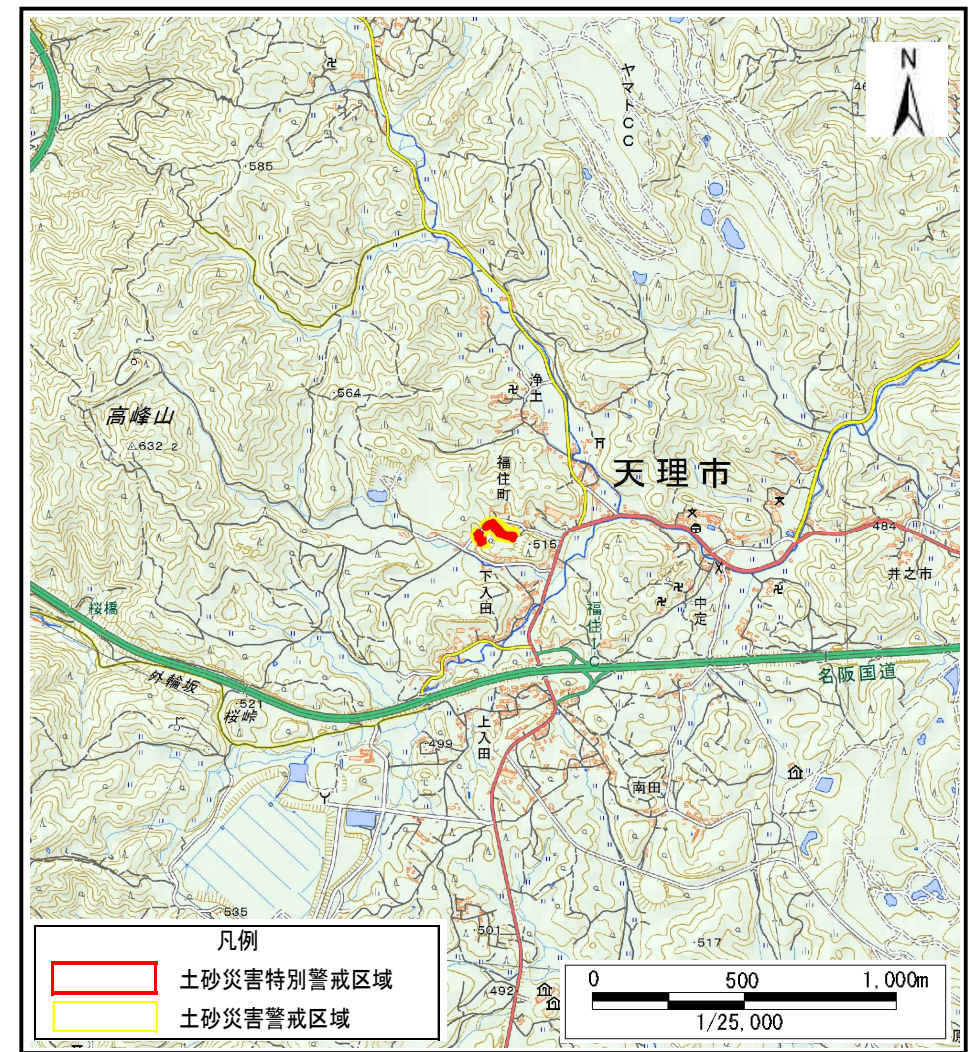 N
ヤマトCC
585
564
浄土
高峰山
632.2
福住町
天理市
515
484
井之市
下入田
中定
福住IC
桜橋
名阪国道
外輪坂
521
桜峠
上入田
499
南田
535
501
517
492
凡例
土砂災害特別警戒区域
土砂災害警戒区域
0 500 1,000m
1/25,000